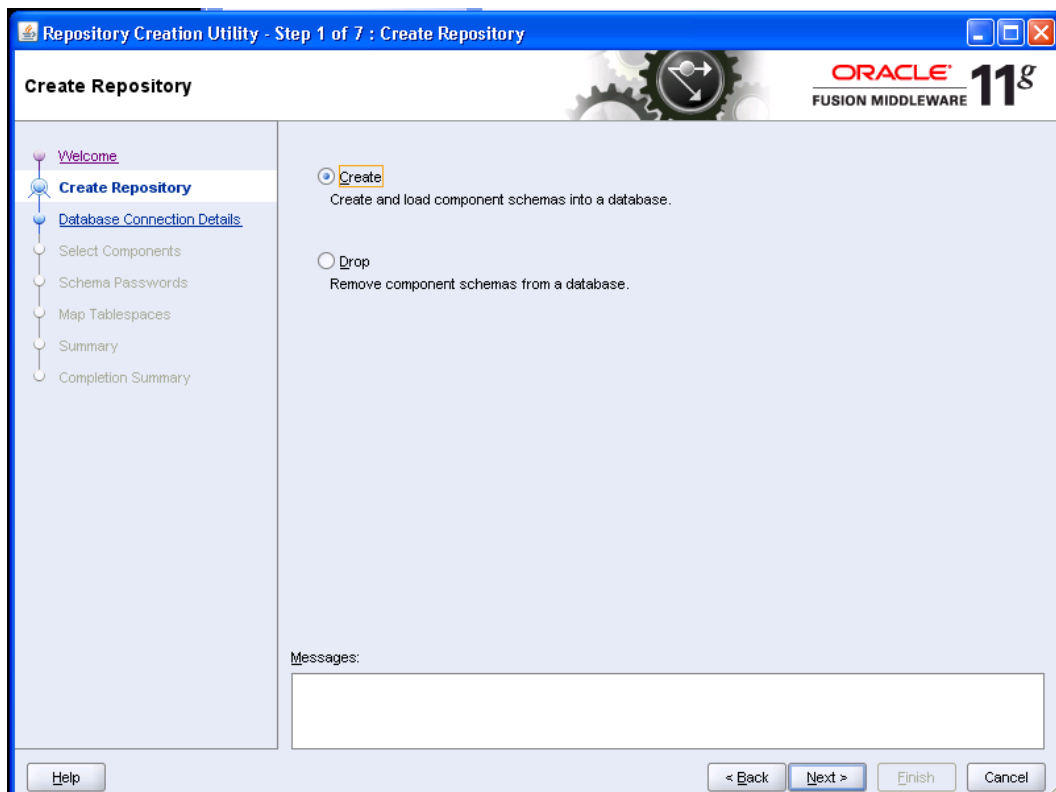 Repository Creation Utility - Step 1 of 7 : Create Repository
Create Repository
ORACLE
FUSION MIDDLEWARE 11g
Welcome
Create Repository
Database Connection Details
Select Components
Schema Passwords
Map Tablespaces
Summary
Completion Summary
Create
Create and load component schemas into a database.
Drop
Remove component schemas from a database.
Messages:
Help
< Back
Next >
Finish
Cancel